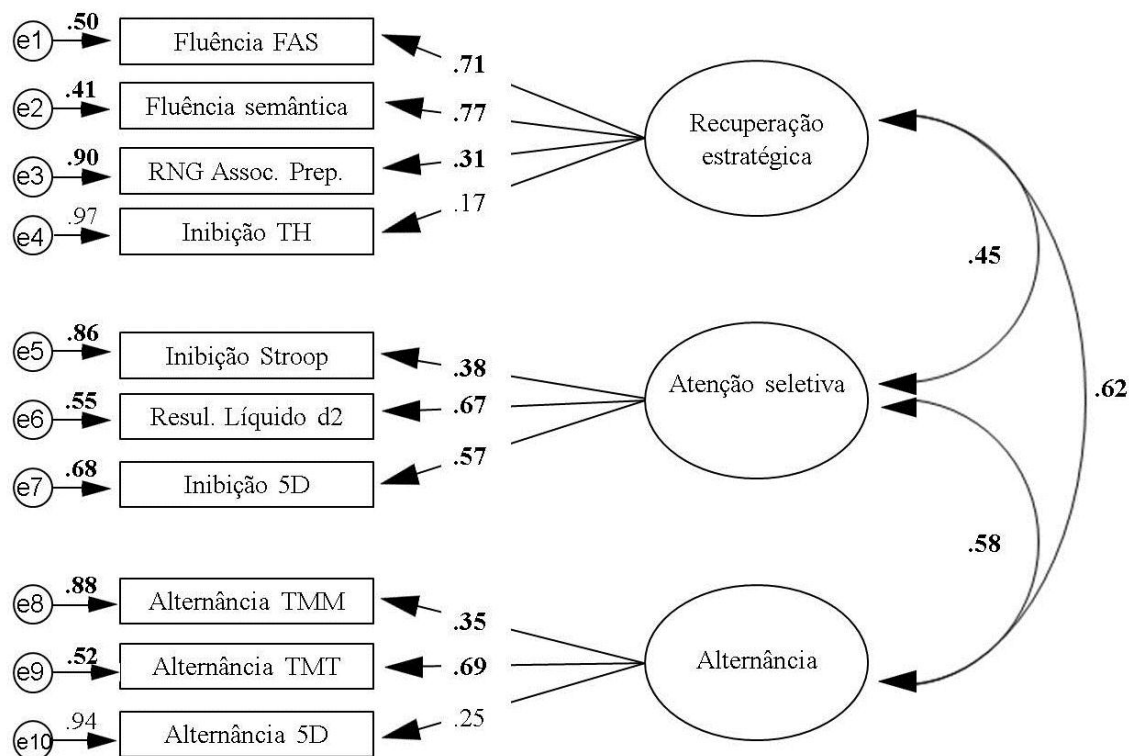 .50
e1
Fluência FAS
.71
.41
e2
Fluência semântica
.77
Recuperação
estratégica
.90
e3
RNG Assoc. Prep.
.31
.97
e4
Inibição TH
.17
.45
.86
e5
Inibição Stroop
.38
Atenção seletiva
.62
.55
e6
Resul. Líquido d2
.67
.68
e7
Inibição 5D
.57
.58
.88
e8
Alternância TMM
.35
.52
e9
Alternância TMT
.69
Alternância
.94
e10
Alternância 5D
.25